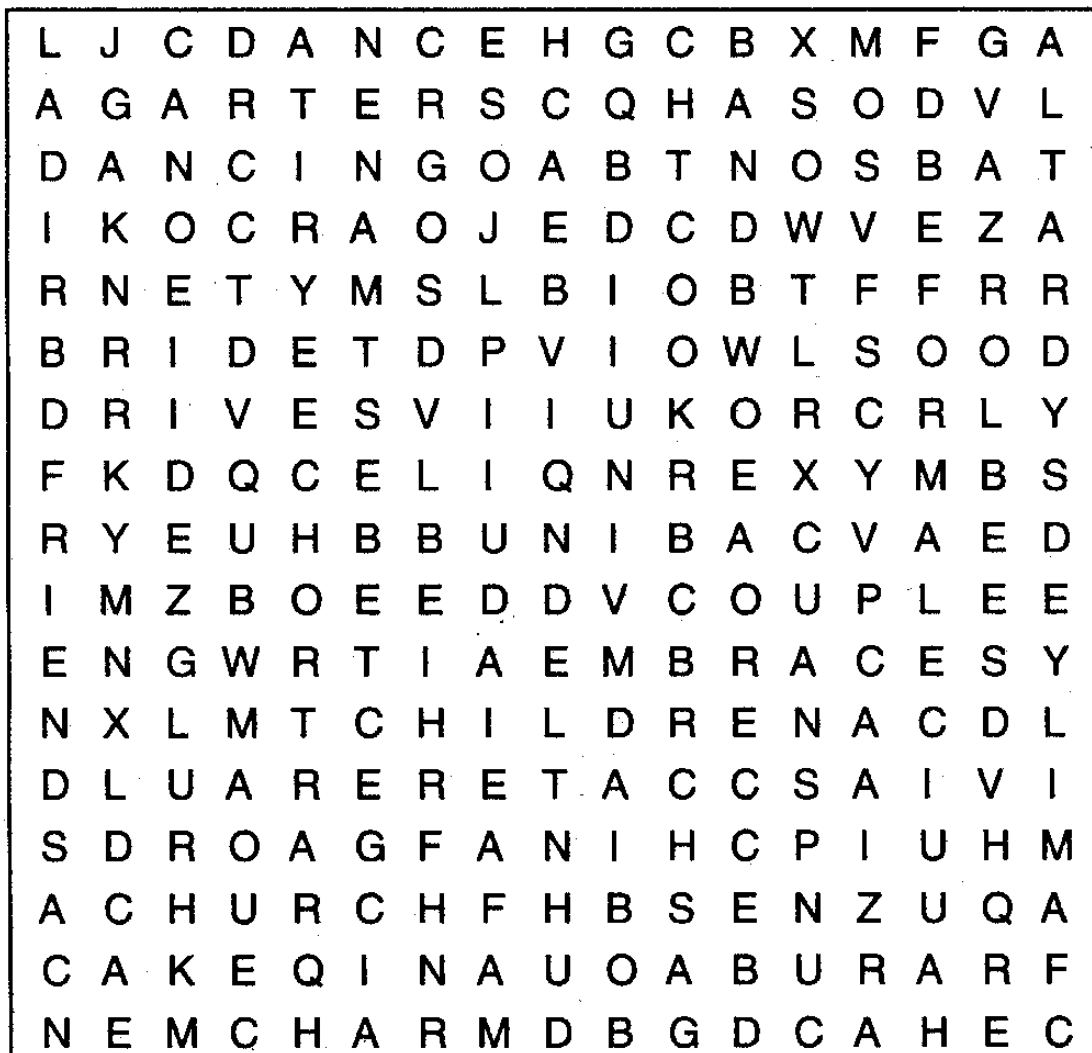 L J C D A N C E H G C B X M F G A
A G A R T E R S C Q H A S O D V L
D A N C I N G O A B T N O S B A T
I K O C R A O J E D C D W V E Z A
R N E T Y M S L B I O B T F F R R
B R I D E T D P V I O W L S O O D
D R I V E S V I I U K O R C R L Y
F K D Q C E L I Q N R E X Y M B S
R Y E U H B B U N I B A C V A E D
I M Z B O E E D D V C O U P L E E
E N G W R T I A E M B R A C E S Y
N X L M T C H I L D R E N A C D L
D L U A R E R E T A C C S A I V I
S D R O A G F A N I H C P I U H M
A C H U R C H F H B S E N Z U Q A
C A K E Q I N A U O A B U R A R F
N E M C H A R M D B G D C A H E C